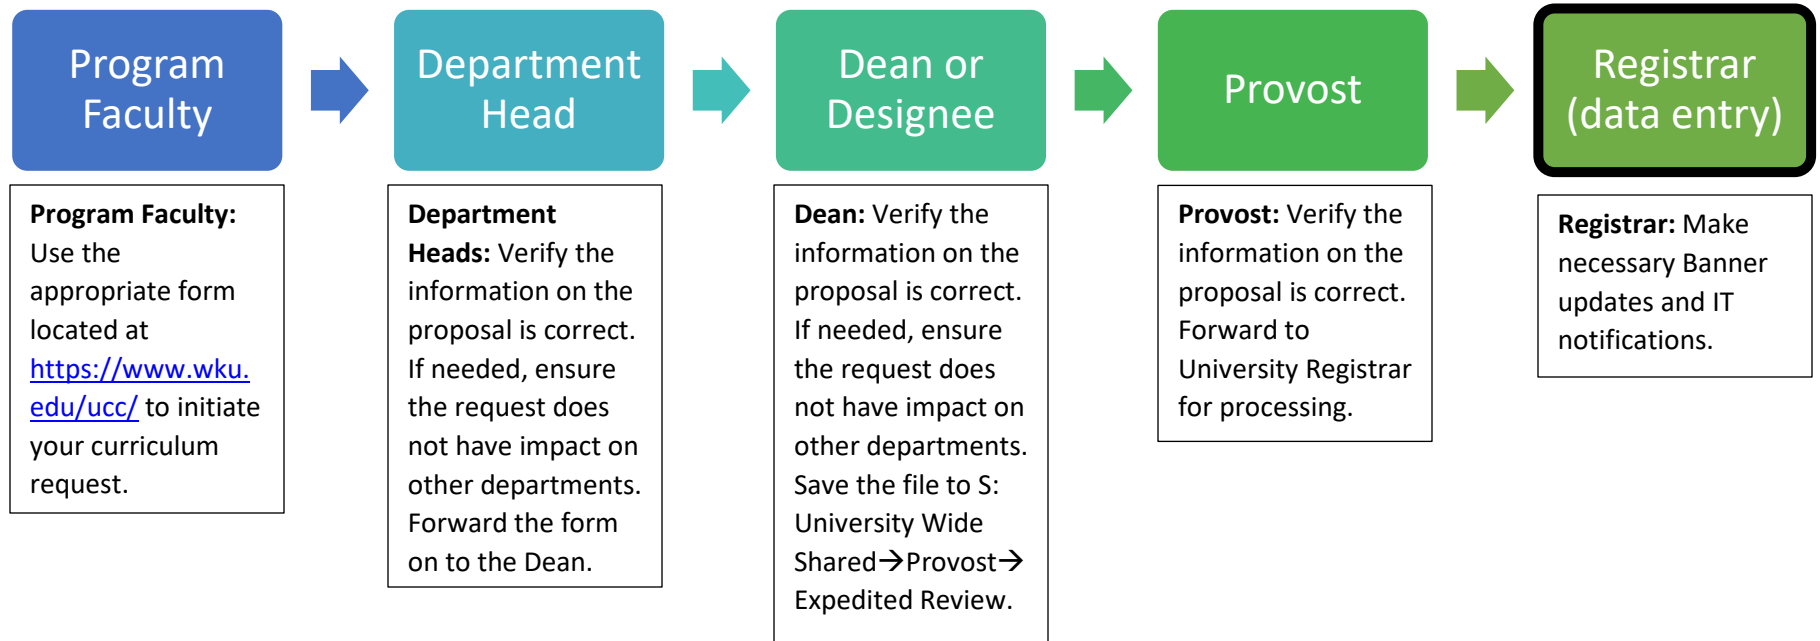 Program
Faculty
Department
Head
Dean or
Designee
Provost
Registrar
(data entry)
Program Faculty:
Use the
appropriate form
located at
https://www.wku.
edu/ucc/ to initiate
your curriculum
request.
Department
Heads: Verify the
information on the
proposal is correct.
If needed, ensure
the request does
not have impact on
other departments.
Forward the form
on to the Dean.
Dean: Verify the
information on the
proposal is correct.
If needed, ensure
the request does
not have impact on
other departments.
Save the file to S:
University Wide
Shared→Provost→
Expedited Review.
Provost: Verify the
information on the
proposal is correct.
Forward to
University Registrar
for processing.
Registrar: Make
necessary Banner
updates and IT
notifications.